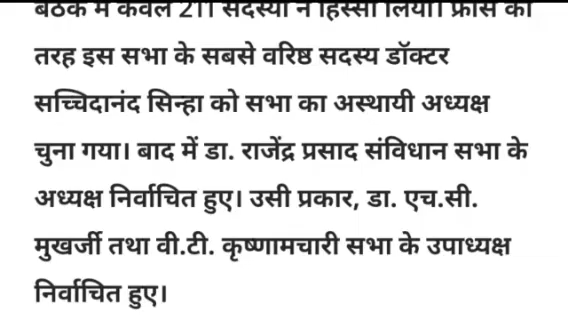 बैठक में केवल 211 सदस्यों ने हिस्सा लिया। फ्रांस की
तरह इस सभा के सबसे वरिष्ठ सदस्य डॉक्टर
सच्चिदानंद सिन्हा को सभा का अस्थायी अध्यक्ष
चुना गया। बाद में डा. राजेंद्र प्रसाद संविधान सभा के
अध्यक्ष निर्वाचित हुए। उसी प्रकार, डा. एच.सी.
मुखर्जी तथा वी.टी. कृष्णामचारी सभा के उपाध्यक्ष
निर्वाचित हुए।